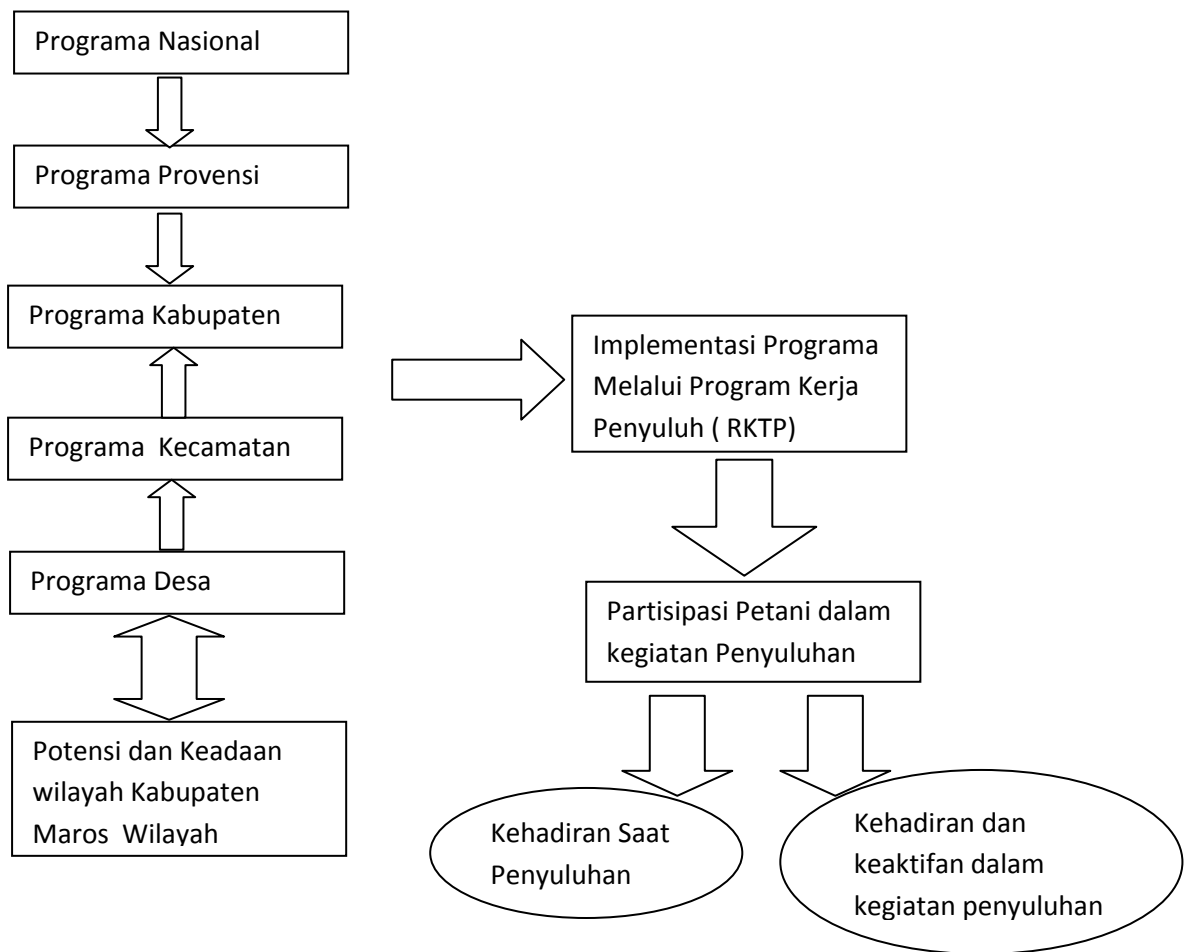 Programa Nasional
Programa Provensi
Programa Kabupaten
Programa Kecamatan
Programa Desa
Potensi dan Keadaan
wilayah Kabupaten
Maros Wilayah
Implementasi Programa
Melalui Program Kerja
Penyuluh ( RKTP)
Partisipasi Petani dalam
kegiatan Penyuluhan
Kehadiran Saat
Penyuluhan
Kehadiran dan
keaktifan dalam
kegiatan penyuluhan